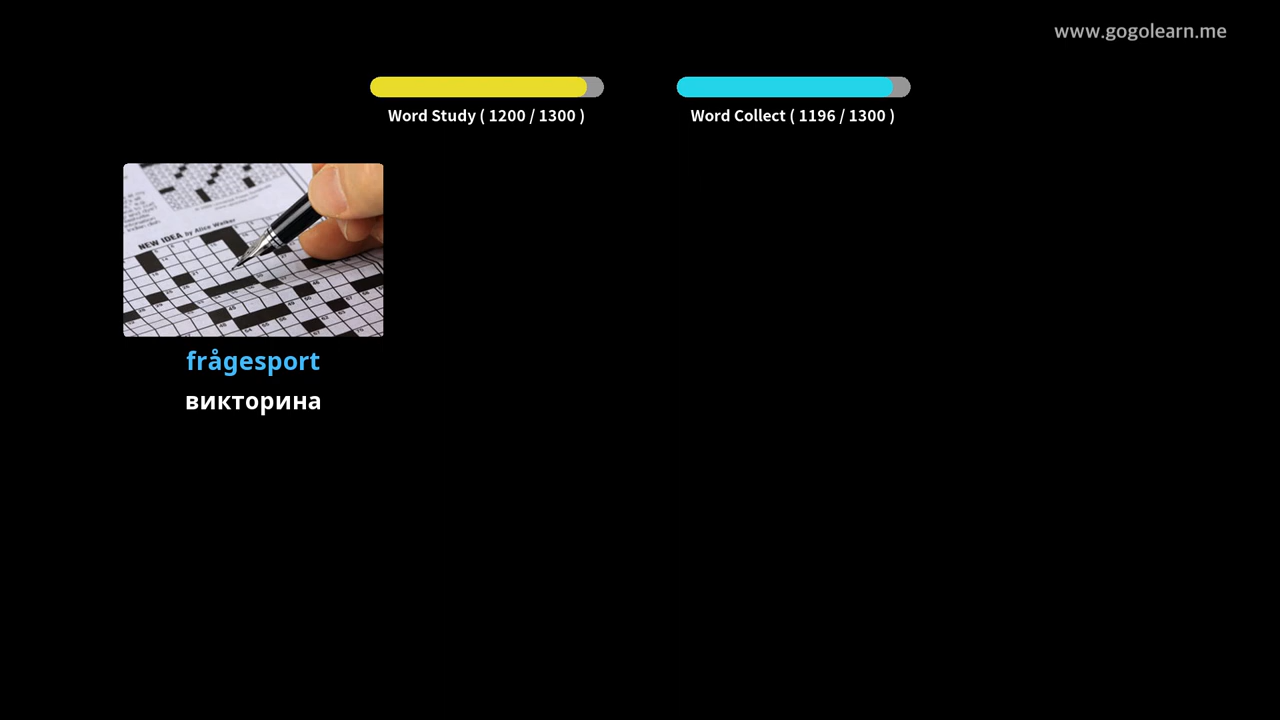 www.gogolearn.me
Word Study ( 1200 / 1300 )
Word Collect ( 1196 / 1300 )
NEW IDEA by Alice Walker
frågesport
викторина